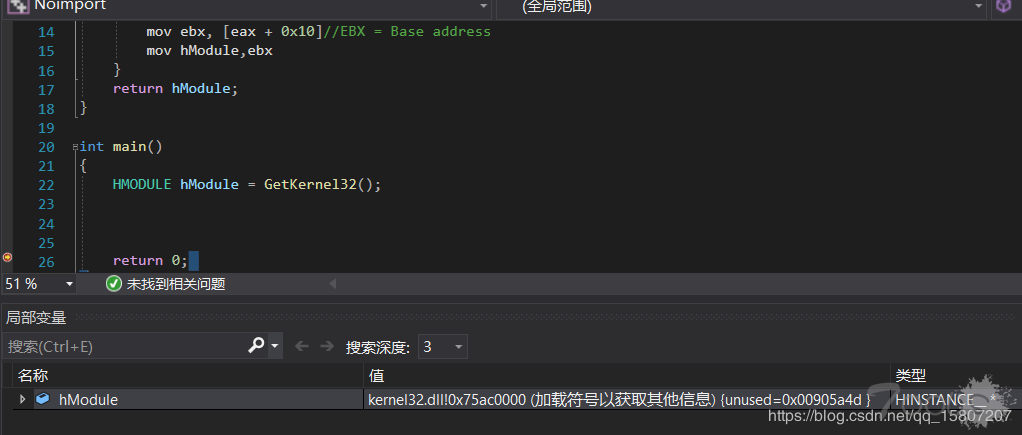 NoImport (全局范围)
14 mov ebx, [eax + 0x10]//EBX = Base address
15 mov hModule,ebx
16 }
17 return hModule;
18 }
19
20 int main()
21 {
22 HMODULE hModule = GetKernel32();
23
24
25
26 return 0;
51 % 未找到相关问题
局部变量
搜索(Ctrl+E) 搜索深度: 3
名称 值 类型
hModule kernel32.dll!0x75ac0000 (加载符号以获取其他信息) {unused=0x00905a4d } HINSTANCE__
https://blog.csdn.net/qq_15807207